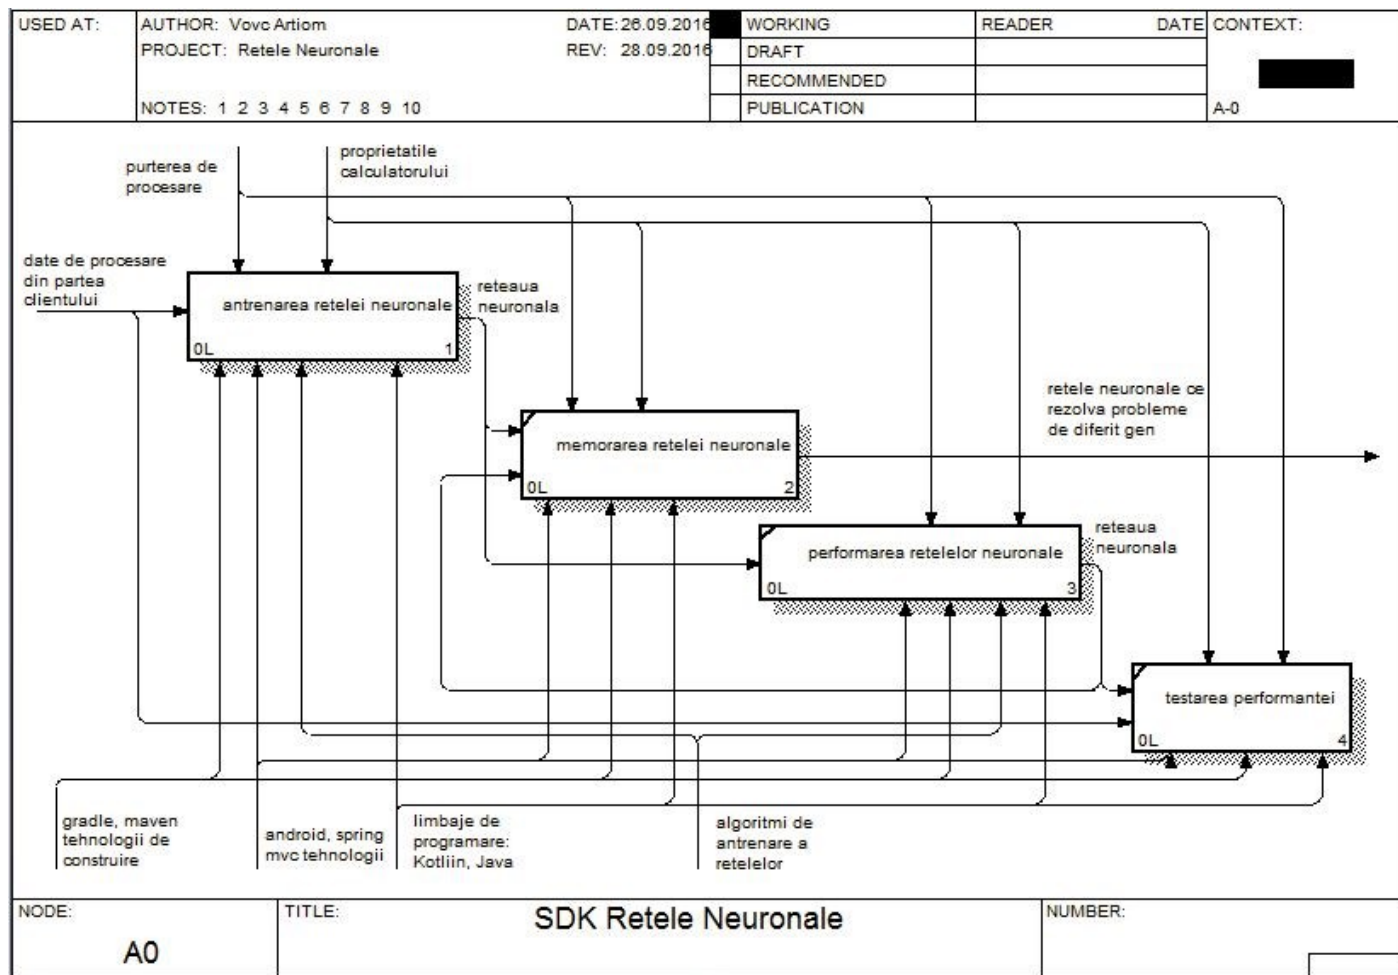 USED AT:
AUTHOR: Vovc Artiom
DATE: 26.09.2016
WORKING
READER
DATE
CONTEXT:
PROJECT: Retele Neuronale
REV: 28.09.2016
DRAFT
RECOMMENDED
NOTES: 1 2 3 4 5 6 7 8 9 10
PUBLICATION
A-0
purterea de
procesare
proprietatile
calculatorului
date de procesare
din partea
clientului
antrenarea retelei neuronale
0L
1
reteaua
neuronala
memorarea retelei neuronale
0L
2
retele neuronale ce
rezolva probleme
de diferit gen
performarea retelelor neuronale
0L
3
reteaua
neuronala
testarea performantei
0L
4
gradle, maven
tehnologii de
construire
android, spring
mvc tehnologii
limbaje de
programare:
Kotliin, Java
algoritmi de
antrenare a
retelelor
NODE:
A0
TITLE:
SDK Retele Neuronale
NUMBER: